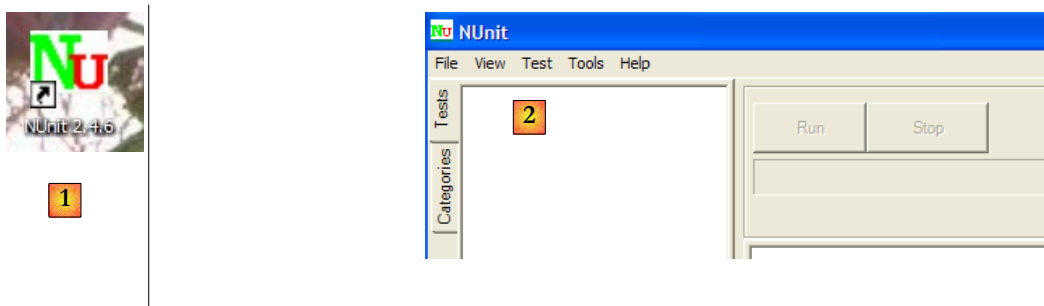 NU
NUnit 2.4.6
1
NU NUnit
File View Test Tools Help
Tests
Categories
2
Run Stop